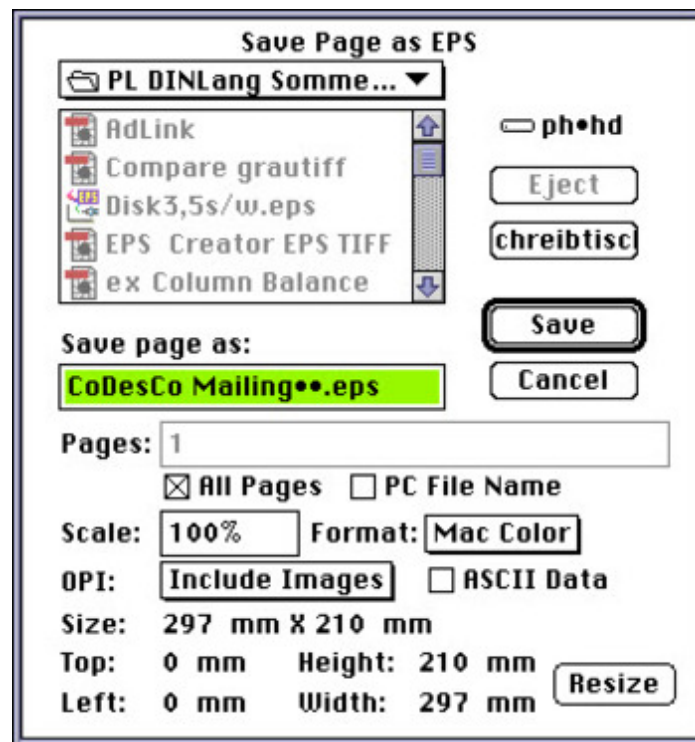 Save Page as EPS
PL DINLang Somme...
AdLink
Compare grautiff
Disk3,5s/w.eps
EPS Creator EPS TIFF
ex Column Balance
ph•hd
Eject
chreibtiscl
Save
Cancel
Save page as:
CoDesCo Mailing••.eps
Pages: 1
All Pages PC File Name
Scale: 100% Format: Mac Color
OPI: Include Images ASCII Data
Size: 297 mm X 210 mm
Top: 0 mm Height: 210 mm
Left: 0 mm Width: 297 mm
Resize